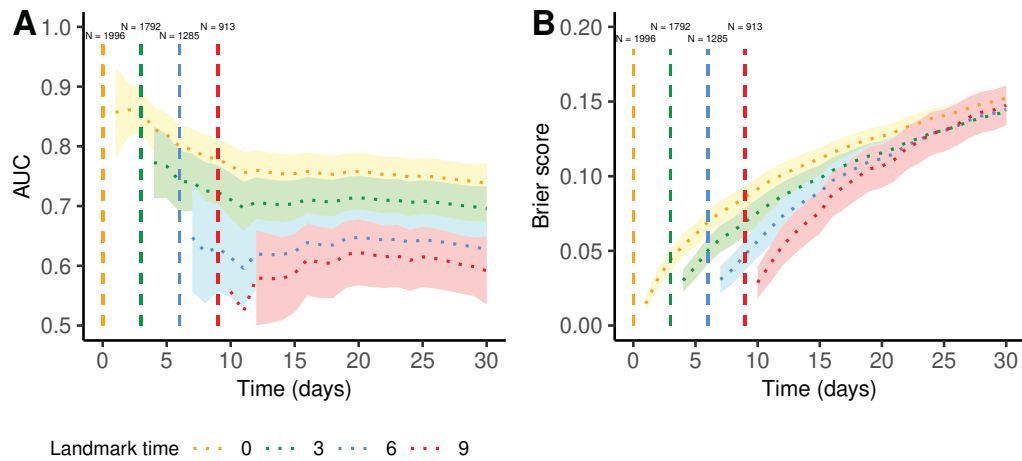 A
N = 1996
N = 1792
N = 1285
N = 913
1.0
0.9
0.8
0.7
0.6
0.5
AUC
0 5 10 15 20 25 30
Time (days)
B
N = 1996
N = 1792
N = 1285
N = 913
0.20
0.15
0.10
0.05
0.00
Brier score
0 5 10 15 20 25 30
Time (days)
Landmark time 0 3 6 9